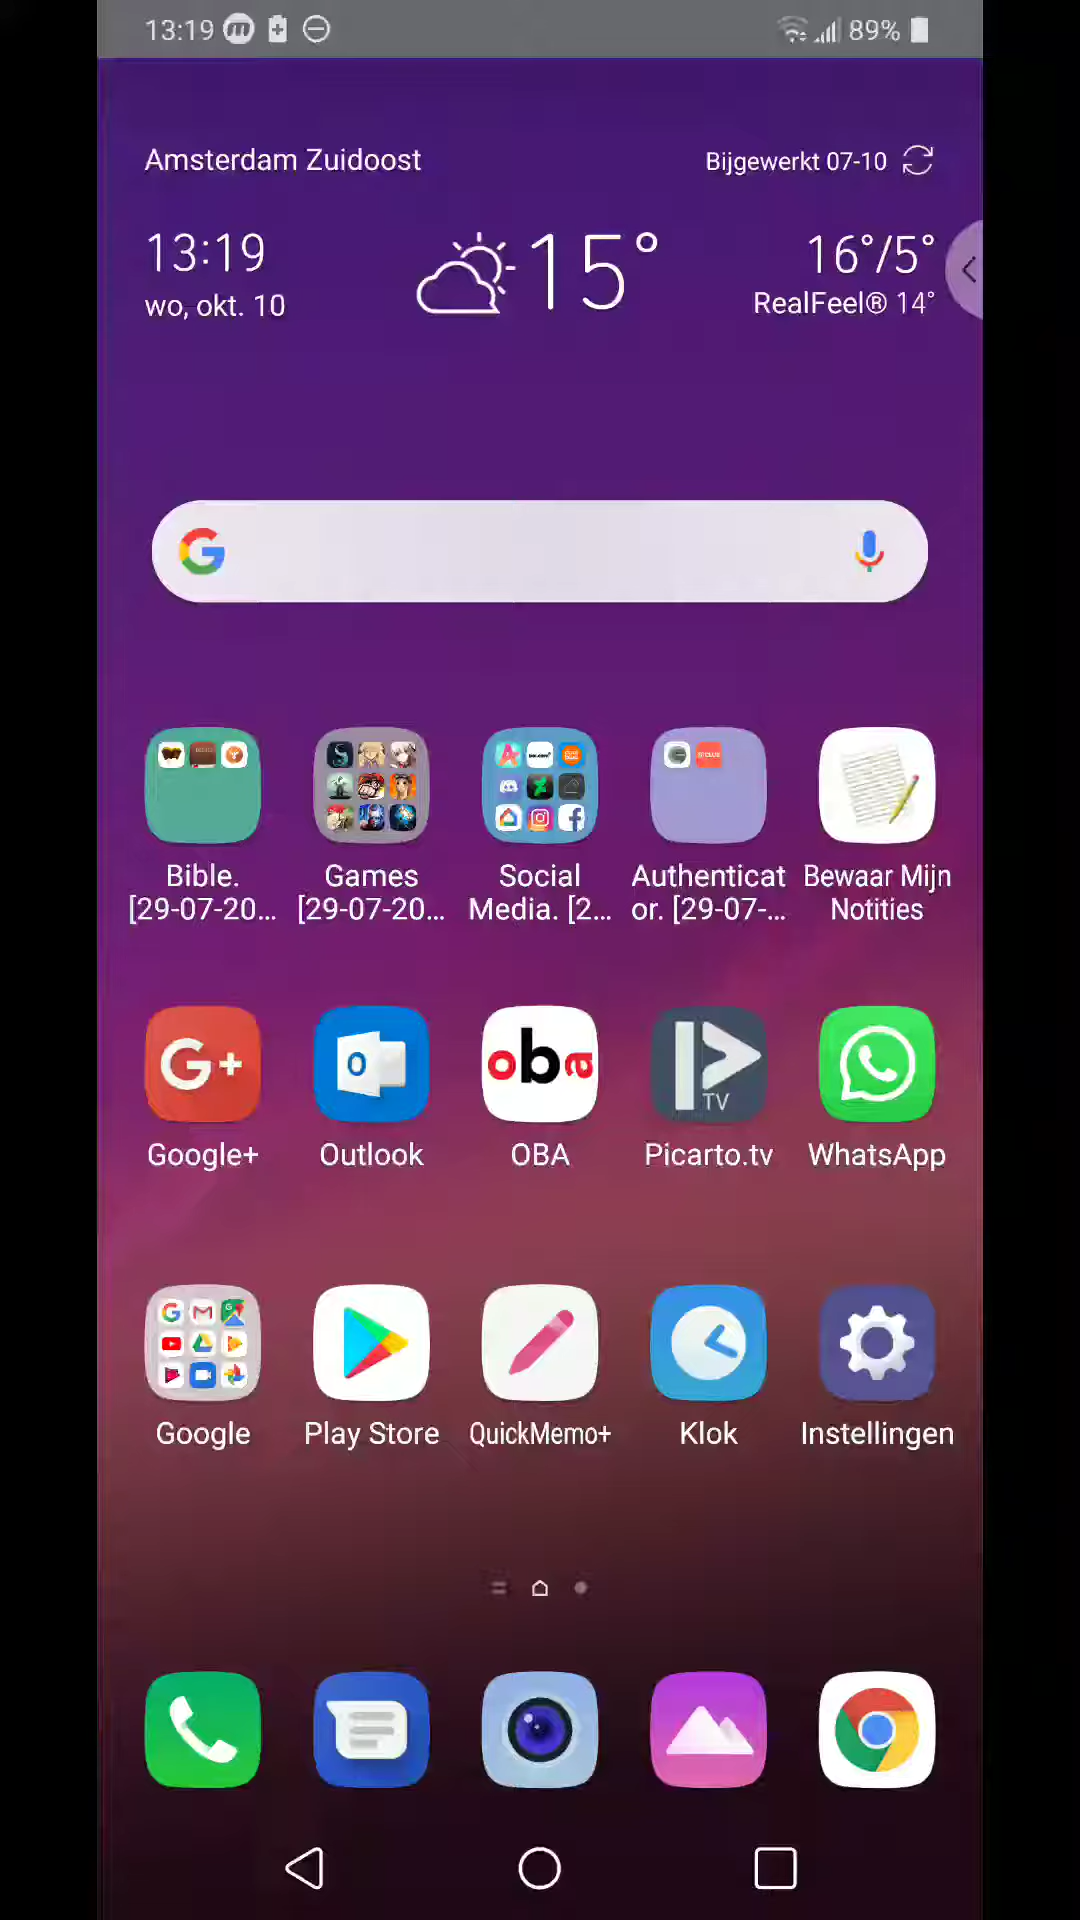 13:19 89%
Amsterdam Zuidoost Bijgewerkt 07-10
13:19 15° 16°/5°
wo, okt. 10 RealFeel® 14°
Bible. Games Social Authenticat Bewaar Mijn
[29-07-20... [29-07-20... Media. [2... or. [29-07-... Notities
G+ O oba TV
Google+ Outlook OBA Picarto.tv WhatsApp
Google Play Store QuickMemo+ Klok Instellingen